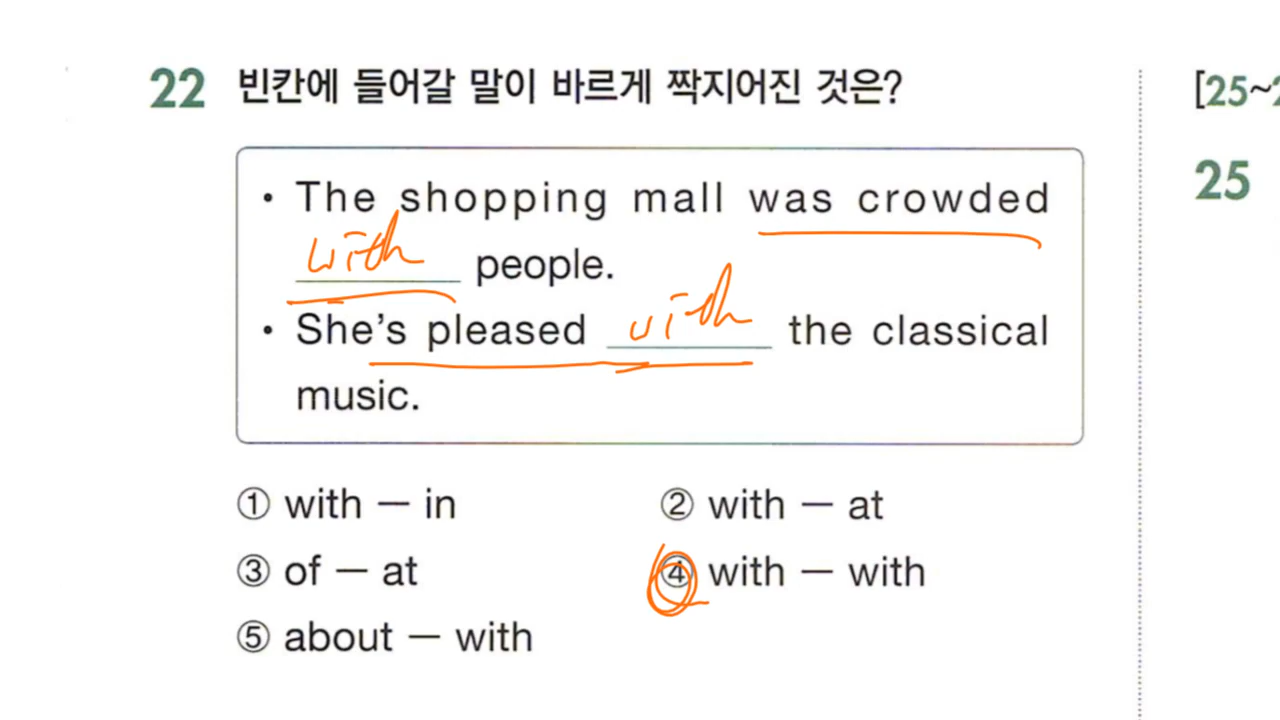 22 빈칸에 들어갈 말이 바르게 짝지어진 것은?
• The shopping mall was crowded
with people.
• She's pleased with the classical
music.
① with — in ② with — at
③ of — at ④ with — with
⑤ about — with
[25~2
25